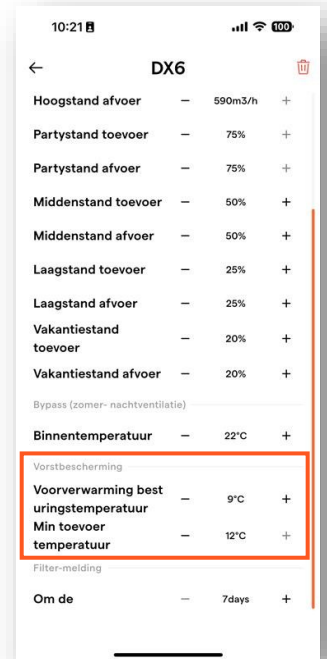 10:21 100
← DX6
Hoogstand afvoer − 590m3/h +
Partystand toevoer − 75% +
Partystand afvoer − 75% +
Middenstand toevoer − 50% +
Middenstand afvoer − 50% +
Laagstand toevoer − 25% +
Laagstand afvoer − 25% +
Vakantiestand
toevoer − 20% +
Vakantiestand afvoer − 20% +
Bypass (zomer- nachtventilatie)
Binnentemperatuur − 22°C +
Vorstbescherming
Voorverwarming best
uringstemperatuur − 9°C +
Min toevoer
temperatuur − 12°C +
Filter-melding
Om de − 7days +